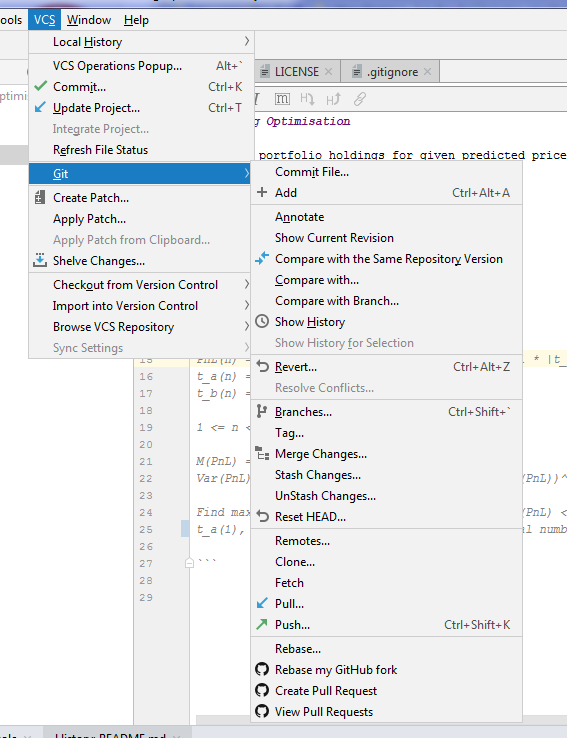 ools VCS Window Help
Local History
VCS Operations Popup... Alt+`
Commit... Ctrl+K
Update Project... Ctrl+T
Integrate Project...
Refresh File Status
Git
Create Patch...
Apply Patch...
Apply Patch from Clipboard...
Shelve Changes...
Checkout from Version Control
Import into Version Control
Browse VCS Repository
Sync Settings
LICENSE
.gitignore
g Optimisation
portfolio holdings for given predicted price
Commit File...
Add Ctrl+Alt+A
Annotate
Show Current Revision
Compare with the Same Repository Version
Compare with...
Compare with Branch...
Show History
Show History for Selection
Revert... Ctrl+Alt+Z
Resolve Conflicts...
Branches... Ctrl+Shift+`
Tag...
Merge Changes...
Stash Changes...
UnStash Changes...
Reset HEAD...
Remotes...
Clone...
Fetch
Pull...
Push... Ctrl+Shift+K
Rebase...
Rebase my GitHub fork
Create Pull Request
View Pull Requests
optimis
15 PnL(n) = * |t_
16 t_a(n) =
17 t_b(n) =
18
19 1 <= n <
20
21 M(PnL) =
22 Var(PnL) (PnL))^
23
24 Find max (PnL) <
25 t_a(1), al numb
26
27 ```
28
29
History: README.md